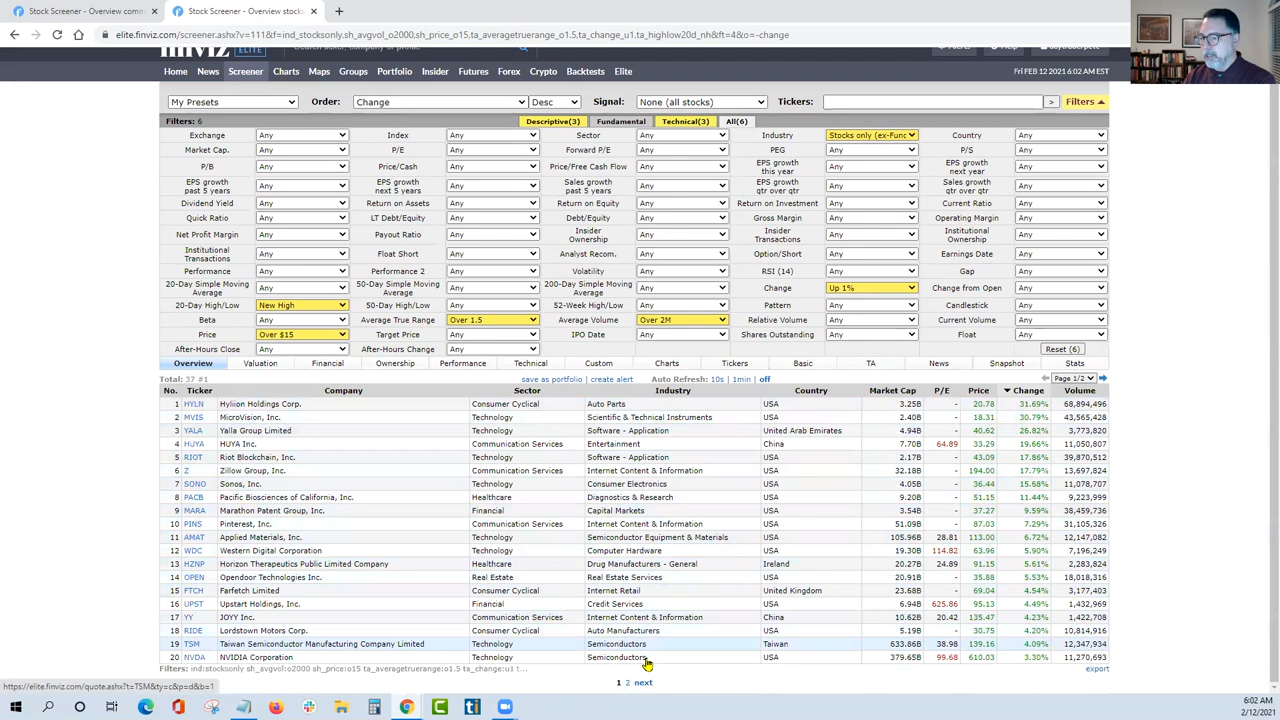 Stock Screener - Overview comm × Stock Screener - Overview stocks × +
elite.finviz.com/screener.ashx?v=111&f=ind_stocksonly,sh_avgvol_o2000,sh_price_o15,ta_averagetruerange_o1.5,ta_change_u1,ta_highlow20d_nh&ft=4&o=-change
finviz ELITE
Home News Screener Charts Maps Groups Portfolio Insider Futures Forex Crypto Backtests Elite Fri FEB 12 2021 6:02 AM EST
My Presets Order: Change Desc Signal: None (all stocks) Tickers: > Filters
Filters: 6 Descriptive(3) Fundamental Technical(3) All(6)
Exchange Any Index Any Sector Any Industry Stocks only (ex-Func Country Any
Market Cap. Any P/E Any Forward P/E Any PEG Any P/S Any
P/B Any Price/Cash Any Price/Free Cash Flow Any EPS growth this year Any EPS growth next year Any
EPS growth past 5 years Any EPS growth next 5 years Any Sales growth past 5 years Any EPS growth qtr over qtr Any Sales growth qtr over qtr Any
Dividend Yield Any Return on Assets Any Return on Equity Any Return on Investment Any Current Ratio Any
Quick Ratio Any LT Debt/Equity Any Debt/Equity Any Gross Margin Any Operating Margin Any
Net Profit Margin Any Payout Ratio Any Insider Ownership Any Insider Transactions Any Institutional Ownership Any
Institutional Transactions Any Float Short Any Analyst Recom. Any Option/Short Any Earnings Date Any
Performance Any Performance 2 Any Volatility Any RSI (14) Any Gap Any
20-Day Simple Moving Average Any 50-Day Simple Moving Average Any 200-Day Simple Moving Average Any Change Up 1% Change from Open Any
20-Day High/Low New High 50-Day High/Low Any 52-Week High/Low Any Pattern Any Candlestick Any
Beta Any Average True Range Over 1.5 Average Volume Over 2M Relative Volume Any Current Volume Any
Price Over $15 Target Price Any IPO Date Any Shares Outstanding Any Float Any
After-Hours Close Any After-Hours Change Any Reset (6)
Overview Valuation Financial Ownership Performance Technical Custom Charts Tickers Basic TA News Snapshot Stats
Total: 37 #1 save as portfolio | create alert Auto Refresh: 10s | 1min | off Page 1/2
No. Ticker Company Sector Industry Country Market Cap P/E Price Change Volume
1 HYLN Hyliion Holdings Corp. Consumer Cyclical Auto Parts USA 3.25B - 20.78 31.69% 68,894,496
2 MVIS MicroVision, Inc. Technology Scientific & Technical Instruments USA 2.40B - 18.31 30.79% 43,565,428
3 YALA Yalla Group Limited Technology Software - Application United Arab Emirates 4.94B - 40.62 26.82% 3,773,820
4 HUYA HUYA Inc. Communication Services Entertainment China 7.70B 64.89 33.29 19.66% 11,050,807
5 RIOT Riot Blockchain, Inc. Technology Software - Application USA 2.17B - 43.09 17.86% 39,870,512
6 Z Zillow Group, Inc. Communication Services Internet Content & Information USA 32.18B - 194.00 17.79% 13,697,824
7 SONO Sonos, Inc. Technology Consumer Electronics USA 4.05B - 36.44 15.68% 11,078,707
8 PACB Pacific Biosciences of California, Inc. Healthcare Diagnostics & Research USA 9.20B - 51.15 11.44% 9,223,999
9 MARA Marathon Patent Group, Inc. Financial Capital Markets USA 3.54B - 37.27 9.59% 38,459,736
10 PINS Pinterest, Inc. Communication Services Internet Content & Information USA 51.09B - 87.03 7.29% 31,105,326
11 AMAT Applied Materials, Inc. Technology Semiconductor Equipment & Materials USA 105.96B 28.81 113.00 6.72% 12,147,082
12 WDC Western Digital Corporation Technology Computer Hardware USA 19.30B 114.82 63.96 5.90% 7,196,249
13 HZNP Horizon Therapeutics Public Limited Company Healthcare Drug Manufacturers - General Ireland 20.27B 24.89 91.15 5.61% 2,283,824
14 OPEN Opendoor Technologies Inc. Real Estate Real Estate Services USA 20.91B - 35.88 5.53% 18,018,316
15 FTCH Farfetch Limited Consumer Cyclical Internet Retail United Kingdom 23.68B - 69.04 4.54% 3,177,403
16 UPST Upstart Holdings, Inc. Financial Credit Services USA 6.94B 625.86 95.13 4.49% 1,432,969
17 YY JOYY Inc. Communication Services Internet Content & Information China 10.62B 20.42 139.47 4.23% 1,422,708
18 RIDE Lordstown Motors Corp. Consumer Cyclical Auto Manufacturers USA 5.19B - 30.75 4.20% 10,814,916
19 TSM Taiwan Semiconductor Manufacturing Company Limited Technology Semiconductors Taiwan 633.86B 38.98 139.16 4.09% 12,347,934
20 NVDA NVIDIA Corporation Technology Semiconductors USA 379.65B 99.68 610.03 3.30% 11,270,693
Filters: ind:stocksonly sh_avgvol:o2000 sh_price:o15 ta_averagetruerange:o1.5 ta_change:u1 t... export
1 2 next
https://elite.finviz.com/quote.ashx?t=TSM&ty=c&p=d&b=1
6:02 AM
2/12/2021